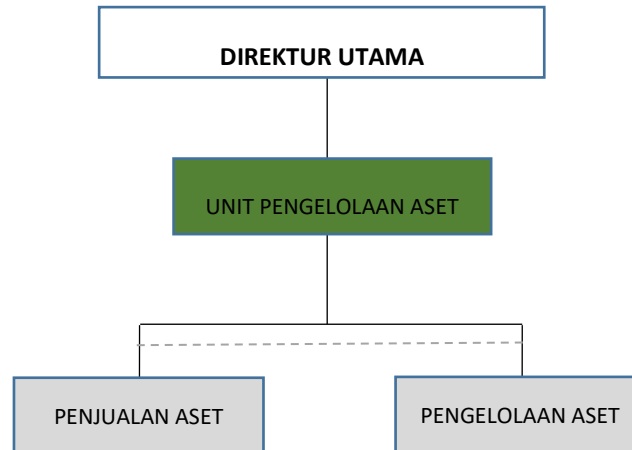 DIREKTUR UTAMA
UNIT PENGELOLAAN ASET
PENJUALAN ASET
PENGELOLAAN ASET